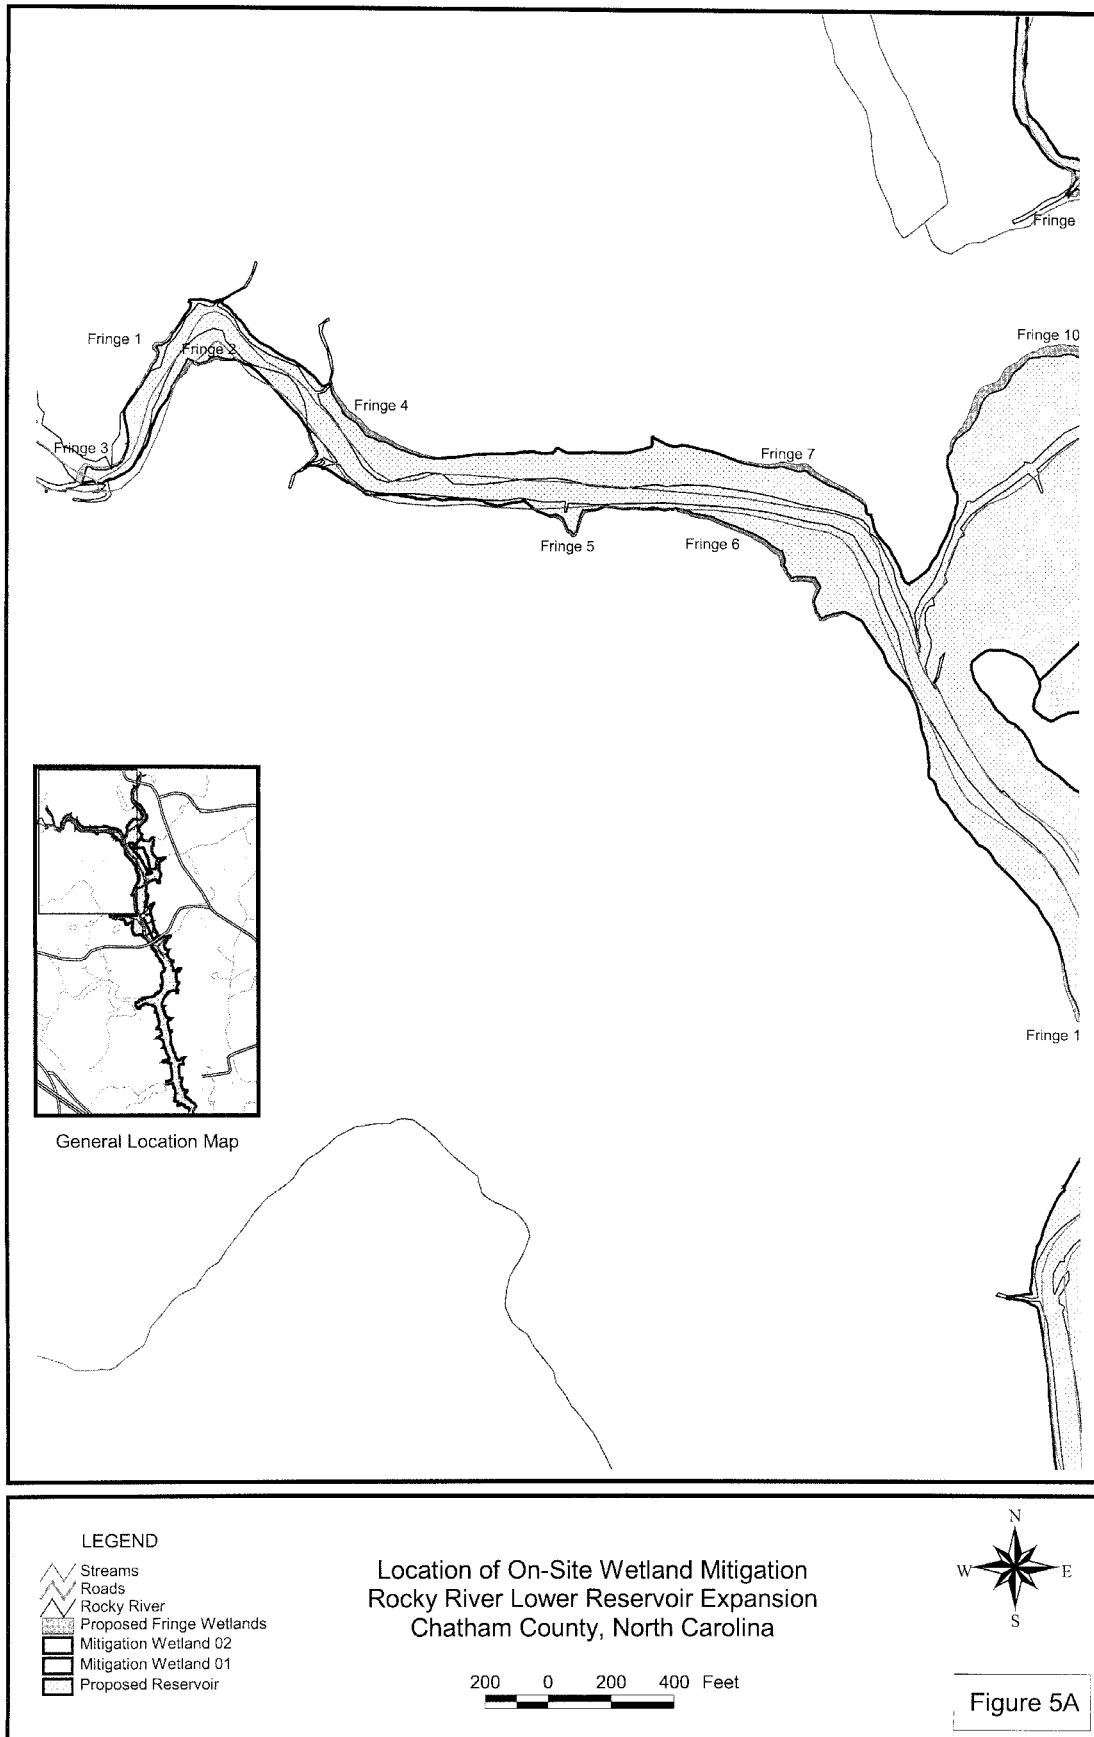 Fringe
Fringe 1
Fringe 2
Fringe 10
Fringe 4
Fringe 3
Fringe 7
Fringe 5
Fringe 6
Fringe 1
General Location Map
LEGEND
Streams
Roads
Rocky River
Proposed Fringe Wetlands
Mitigation Wetland 02
Mitigation Wetland 01
Proposed Reservoir
Location of On-Site Wetland Mitigation
Rocky River Lower Reservoir Expansion
Chatham County, North Carolina
200 0 200 400 Feet
N
W E
S
Figure 5A